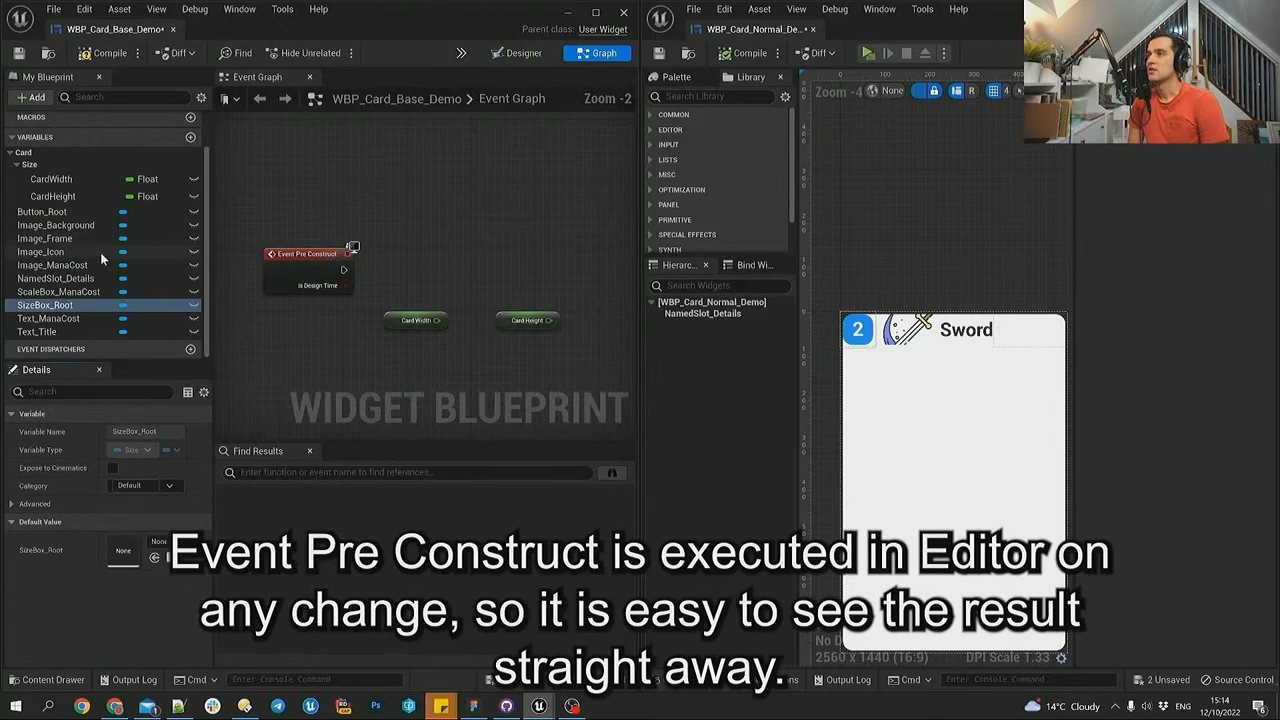 File Edit Asset View Debug Window Tools Help
WBP_Card_Base_Demo•
Parent class: User Widget
Compile Diff Find Hide Unrelated Designer Graph
My Blueprint
Add Search
MACROS
VARIABLES
Card
Size
CardWidth Float
CardHeight Float
Button_Root
Image_Background
Image_Frame
Image_Icon
Image_ManaCost
NamedSlot_Details
ScaleBox_ManaCost
SizeBox_Root
Text_ManaCost
Text_Title
EVENT DISPATCHERS
Details
Search
Variable
Variable Name SizeBox_Root
Variable Type Size
Expose to Cinematics
Category Default
Advanced
Default Value
SizeBox_Root None None
Event Graph
WBP_Card_Base_Demo > Event Graph Zoom -2
Event Pre Construct
Is Design Time
Card Width
Card Height
WIDGET BLUEPRINT
Find Results
Enter function or event name to find references..
File Edit Asset View Debug Window Tools Help
WBP_Card_Normal_De...•
Compile Diff
Palette Library
Search Library
COMMON
EDITOR
INPUT
LISTS
MISC
OPTIMIZATION
PANEL
PRIMITIVE
SPECIAL EFFECTS
SYNTH
Hierarc... Bind Wi...
Search Widgets
[WBP_Card_Normal_Demo]
NamedSlot_Details
Zoom -4 None R 4
2 Sword
2560 x 1440 (16:9) DPI Scale 1.33
Event Pre Construct is executed in Editor on
any change, so it is easy to see the result
straight away.
Content Drawer Output Log Cmd Enter Console Command
Output Log Cmd Enter Console Command 2 Unsaved Source Control
14°C Cloudy ENG 15:14
12/10/2022